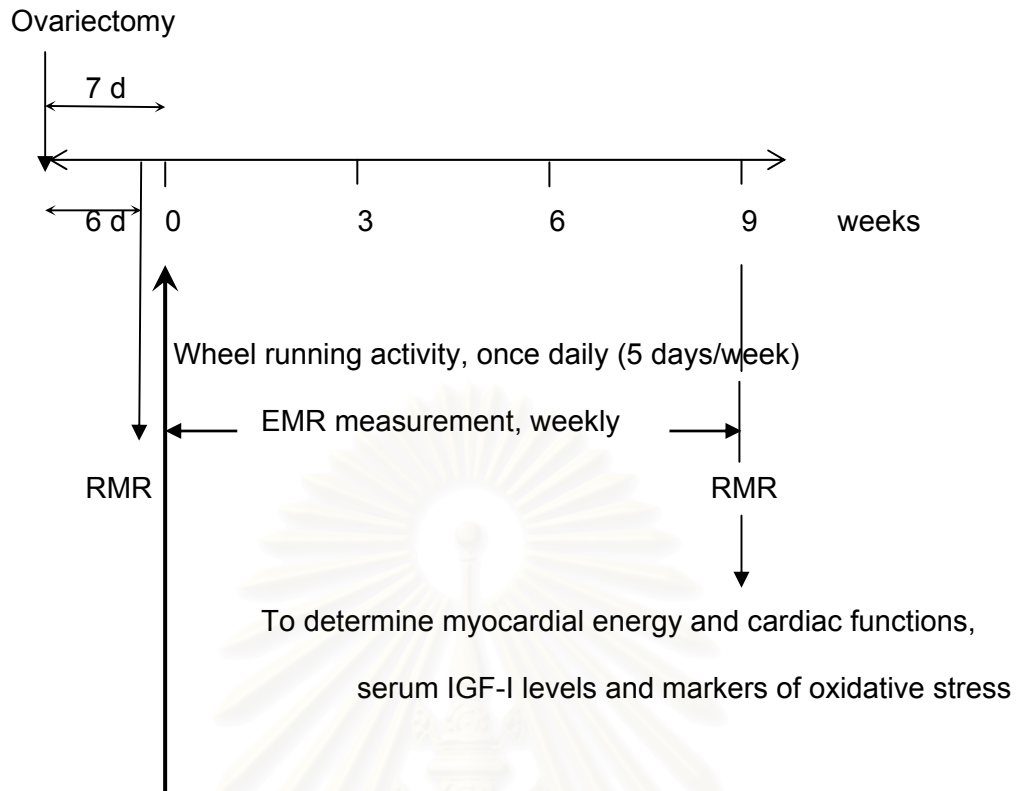 Ovariectomy
7 d
6 d 0 3 6 9 weeks
Wheel running activity, once daily (5 days/week)
EMR measurement, weekly
RMR RMR
To determine myocardial energy and cardiac functions,
serum IGF-I levels and markers of oxidative stress